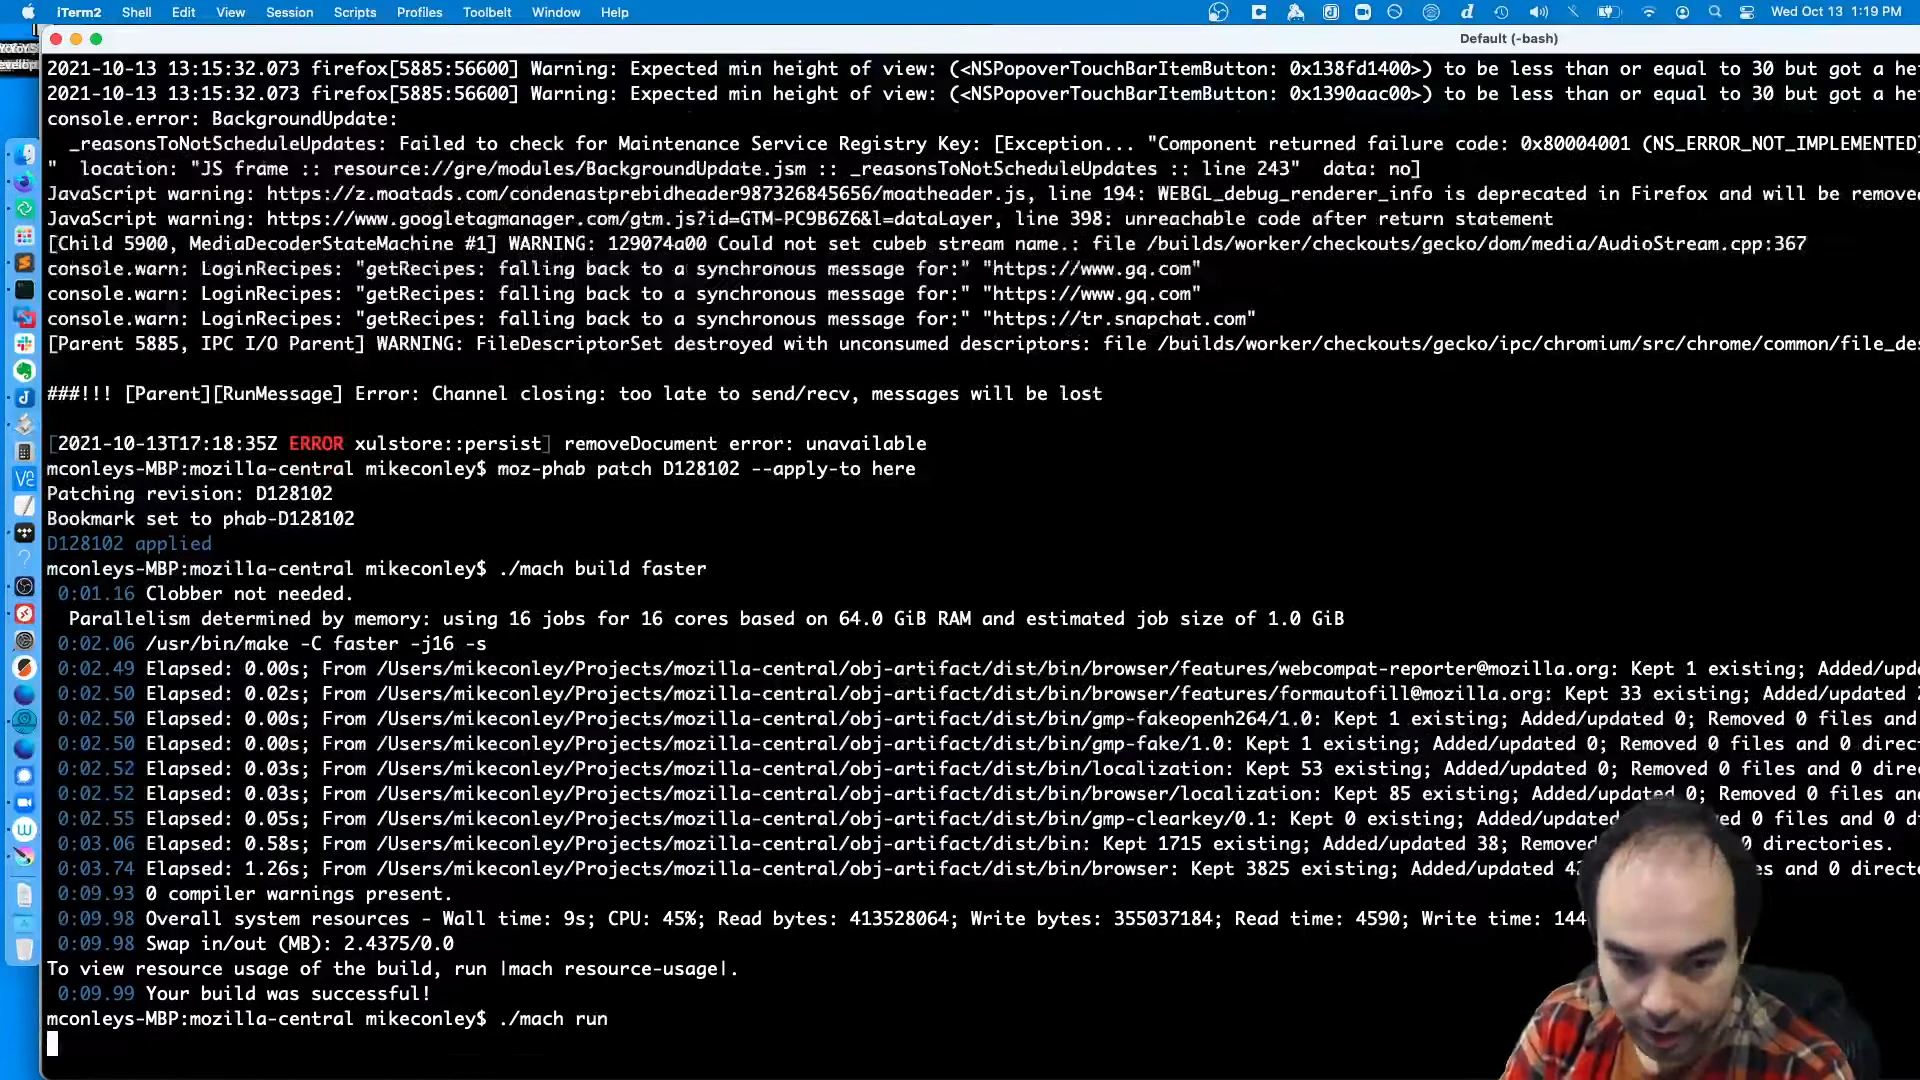 iTerm2 Shell Edit View Session Scripts Profiles Toolbelt Window Help Wed Oct 13 1:19 PM
Default (-bash)
2021-10-13 13:15:32.073 firefox[5885:56600] Warning: Expected min height of view: (<NSPopoverTouchBarItemButton: 0x138fd1400>) to be less than or equal to 30 but got a he
2021-10-13 13:15:32.073 firefox[5885:56600] Warning: Expected min height of view: (<NSPopoverTouchBarItemButton: 0x1390aac00>) to be less than or equal to 30 but got a he
console.error: BackgroundUpdate:
_reasonsToNotScheduleUpdates: Failed to check for Maintenance Service Registry Key: [Exception... "Component returned failure code: 0x80004001 (NS_ERROR_NOT_IMPLEMENTED)
" location: "JS frame :: resource://gre/modules/BackgroundUpdate.jsm :: _reasonsToNotScheduleUpdates :: line 243" data: no]
JavaScript warning: https://z.moatads.com/condenastprebidheader987326845656/moatheader.js, line 194: WEBGL_debug_renderer_info is deprecated in Firefox and will be remove
JavaScript warning: https://www.googletagmanager.com/gtm.js?id=GTM-PC9B6Z6&l=dataLayer, line 398: unreachable code after return statement
[Child 5900, MediaDecoderStateMachine #1] WARNING: 129074a00 Could not set cubeb stream name.: file /builds/worker/checkouts/gecko/dom/media/AudioStream.cpp:367
console.warn: LoginRecipes: "getRecipes: falling back to a synchronous message for:" "https://www.gq.com"
console.warn: LoginRecipes: "getRecipes: falling back to a synchronous message for:" "https://www.gq.com"
console.warn: LoginRecipes: "getRecipes: falling back to a synchronous message for:" "https://tr.snapchat.com"
[Parent 5885, IPC I/O Parent] WARNING: FileDescriptorSet destroyed with unconsumed descriptors: file /builds/worker/checkouts/gecko/ipc/chromium/src/chrome/common/file_de
###!!! [Parent][RunMessage] Error: Channel closing: too late to send/recv, messages will be lost
[2021-10-13T17:18:35Z ERROR xulstore::persist] removeDocument error: unavailable
mconleys-MBP:mozilla-central mikeconley$ moz-phab patch D128102 --apply-to here
Patching revision: D128102
Bookmark set to phab-D128102
D128102 applied
mconleys-MBP:mozilla-central mikeconley$ ./mach build faster
0:01.16 Clobber not needed.
Parallelism determined by memory: using 16 jobs for 16 cores based on 64.0 GiB RAM and estimated job size of 1.0 GiB
0:02.06 /usr/bin/make -C faster -j16 -s
0:02.49 Elapsed: 0.00s; From /Users/mikeconley/Projects/mozilla-central/obj-artifact/dist/bin/browser/features/webcompat-reporter@mozilla.org: Kept 1 existing; Added/upd
0:02.50 Elapsed: 0.02s; From /Users/mikeconley/Projects/mozilla-central/obj-artifact/dist/bin/browser/features/formautofill@mozilla.org: Kept 33 existing; Added/updated 2
0:02.50 Elapsed: 0.00s; From /Users/mikeconley/Projects/mozilla-central/obj-artifact/dist/bin/gmp-fakeopenh264/1.0: Kept 1 existing; Added/updated 0; Removed 0 files and
0:02.50 Elapsed: 0.00s; From /Users/mikeconley/Projects/mozilla-central/obj-artifact/dist/bin/gmp-fake/1.0: Kept 1 existing; Added/updated 0; Removed 0 files and 0 direct
0:02.52 Elapsed: 0.03s; From /Users/mikeconley/Projects/mozilla-central/obj-artifact/dist/bin/localization: Kept 53 existing; Added/updated 0; Removed 0 files and 0 direc
0:02.52 Elapsed: 0.03s; From /Users/mikeconley/Projects/mozilla-central/obj-artifact/dist/bin/browser/localization: Kept 85 existing; Added/updated 0; Removed 0 files and
0:02.55 Elapsed: 0.05s; From /Users/mikeconley/Projects/mozilla-central/obj-artifact/dist/bin/gmp-clearkey/0.1: Kept 0 existing; Added/updated 0 files and 0 d
0:03.06 Elapsed: 0.58s; From /Users/mikeconley/Projects/mozilla-central/obj-artifact/dist/bin: Kept 1715 existing; Added/updated 38; Remove 0 directories.
0:03.74 Elapsed: 1.26s; From /Users/mikeconley/Projects/mozilla-central/obj-artifact/dist/bin/browser: Kept 3825 existing; Added/updated 4 es and 0 direct
0:09.93 0 compiler warnings present.
0:09.98 Overall system resources - Wall time: 9s; CPU: 45%; Read bytes: 413528064; Write bytes: 355037184; Read time: 4590; Write time: 144
0:09.98 Swap in/out (MB): 2.4375/0.0
To view resource usage of the build, run |mach resource-usage|.
0:09.99 Your build was successful!
mconleys-MBP:mozilla-central mikeconley$ ./mach run